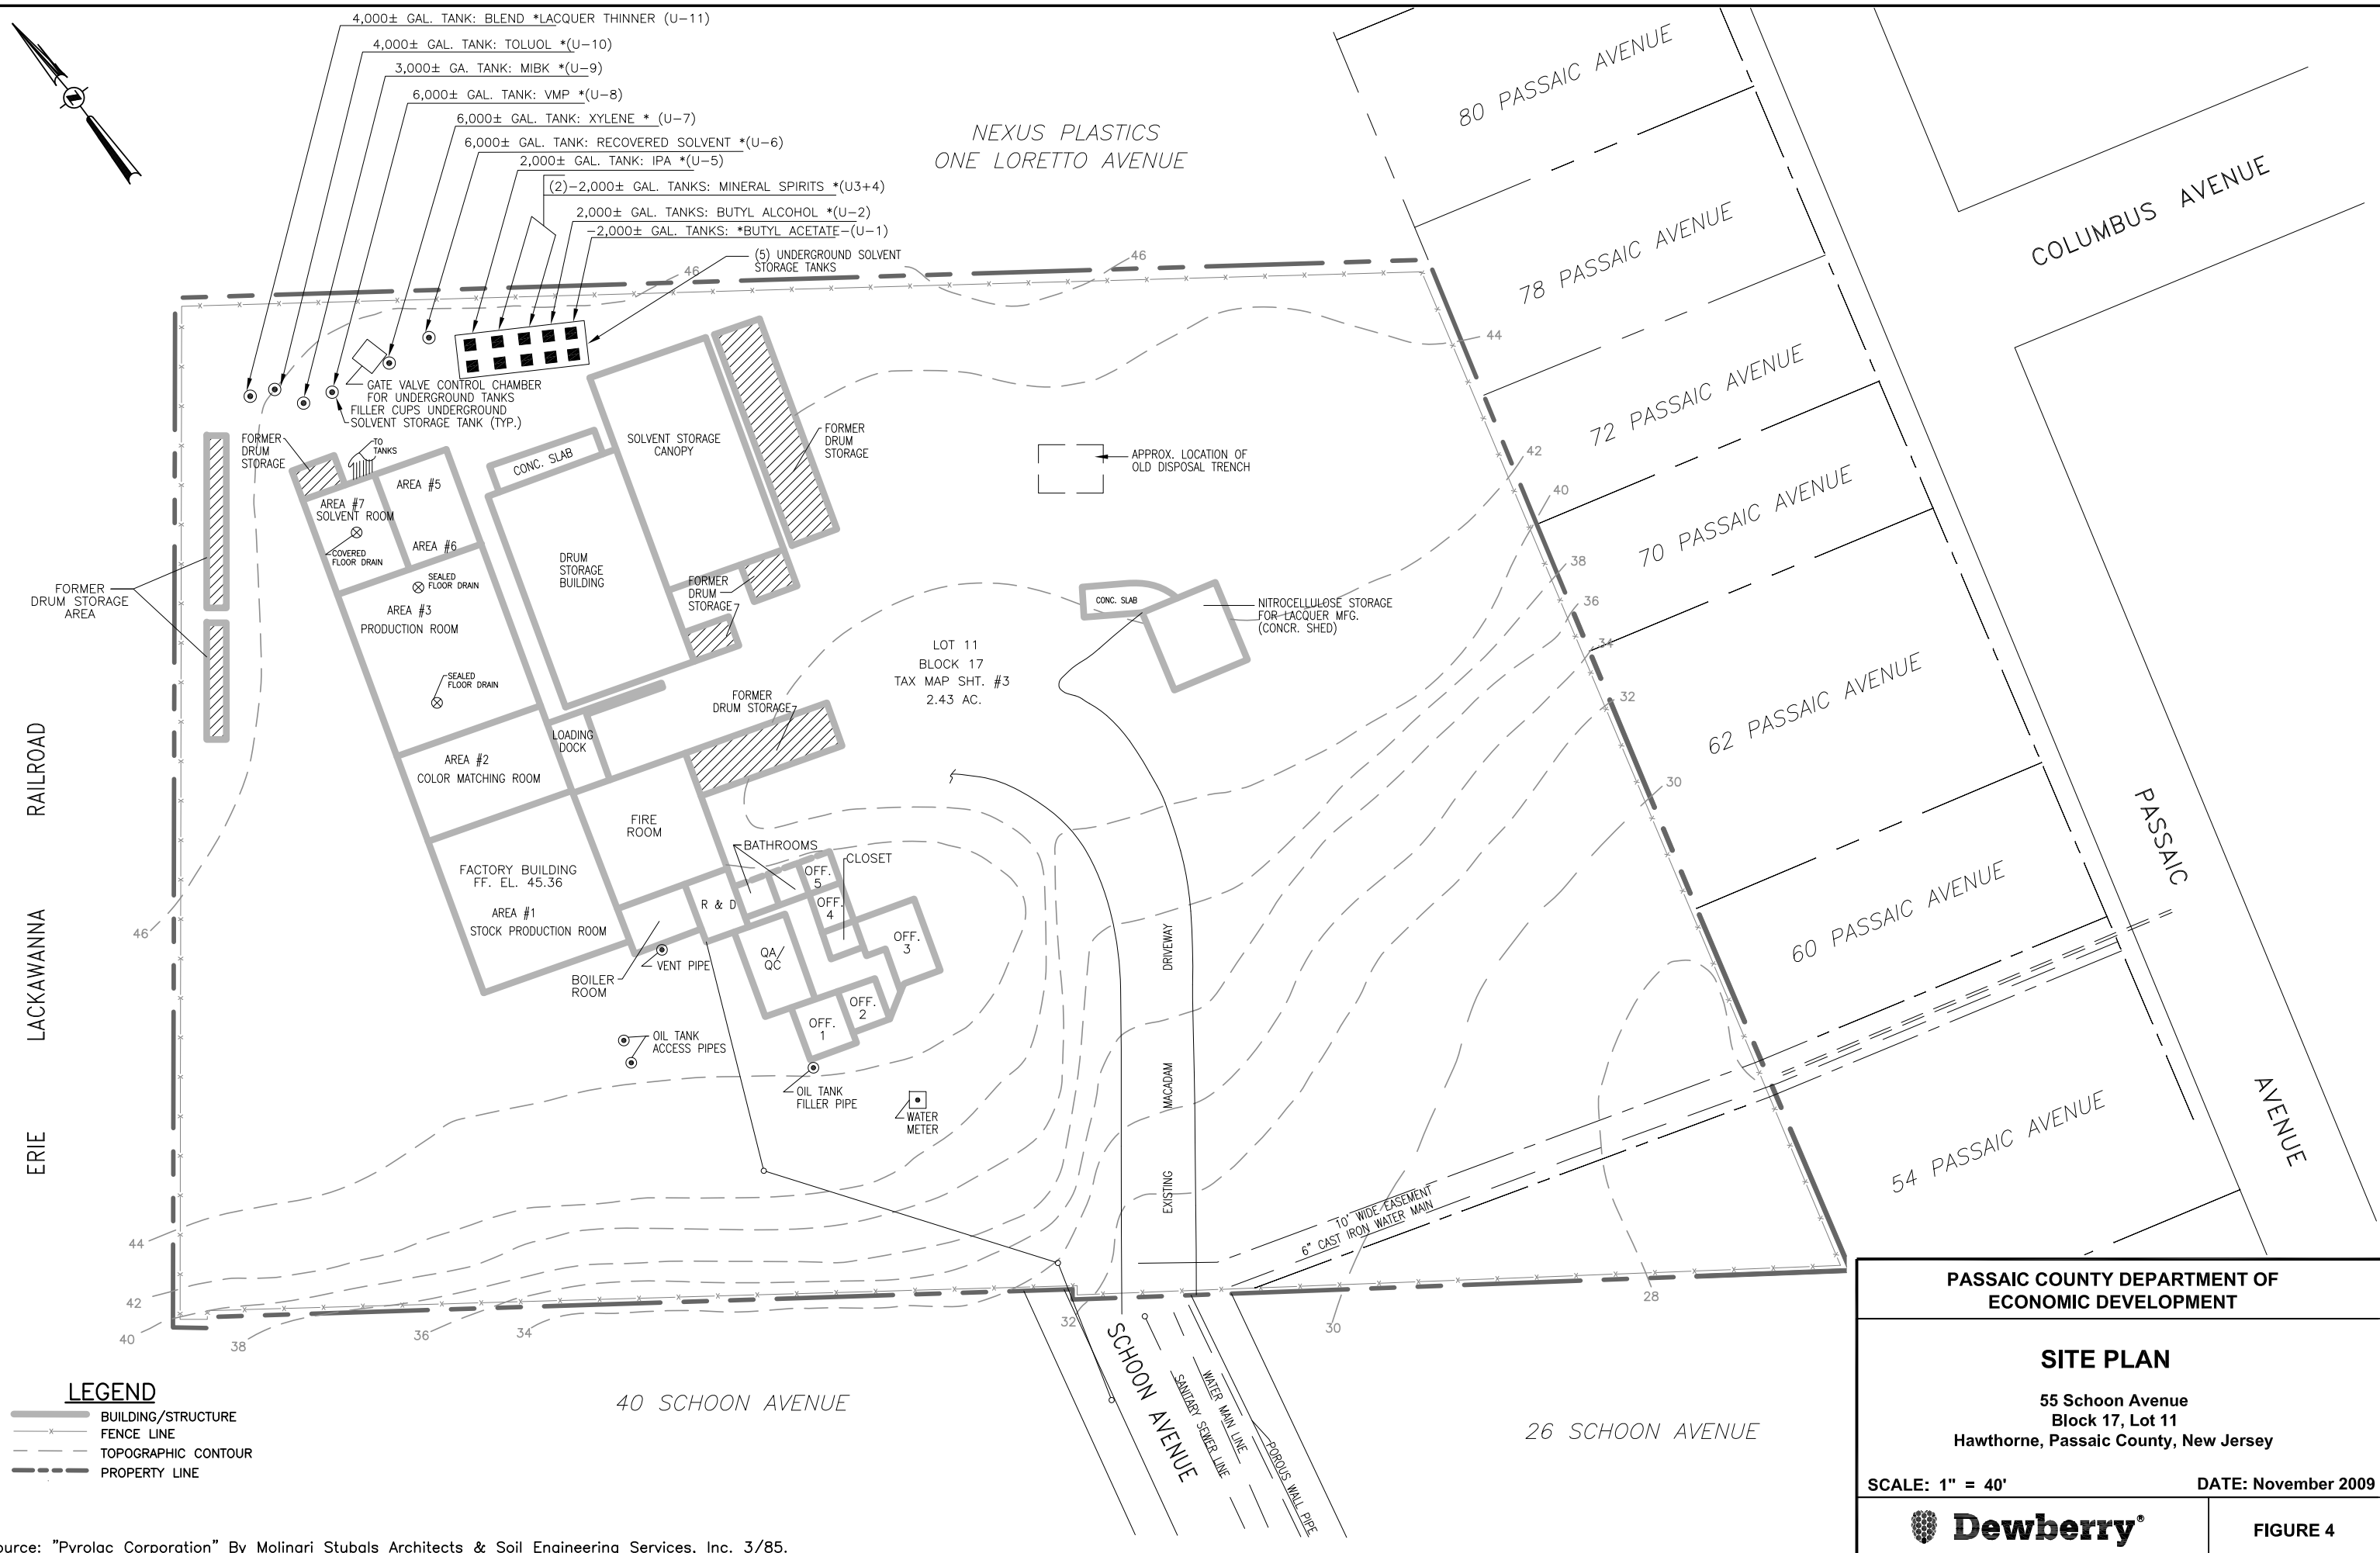 4,000± GAL. TANK: BLEND *LACQUER THINNER (U-11)
4,000± GAL. TANK: TOLUOL *(U-10)
3,000± GA. TANK: MIBK *(U-9)
6,000± GAL. TANK: VMP *(U-8)
6,000± GAL. TANK: XYLENE * (U-7)
6,000± GAL. TANK: RECOVERED SOLVENT *(U-6)
2,000± GAL. TANK: IPA *(U-5)
(2)-2,000± GAL. TANKS: MINERAL SPIRITS *(U3+4)
2,000± GAL. TANKS: BUTYL ALCOHOL *(U-2)
-2,000± GAL. TANKS: *BUTYL ACETATE-(U-1)
(5) UNDERGROUND SOLVENT
STORAGE TANKS
Z
NEXUS PLASTICS
ONE LORETTO AVENUE
80 PASSAIC AVENUE
78 PASSAIC AVENUE
72 PASSAIC AVENUE
70 PASSAIC AVENUE
62 PASSAIC AVENUE
60 PASSAIC AVENUE
54 PASSAIC AVENUE
COLUMBUS AVENUE
PASSAIC
AVENUE
46
46
44
42
40
38
36
34
32
30
GATE VALVE CONTROL CHAMBER
FOR UNDERGROUND TANKS
FILLER CUPS UNDERGROUND
SOLVENT STORAGE TANK (TYP.)
FORMER
DRUM
STORAGE
TO
TANKS
AREA #5
AREA #7
SOLVENT ROOM
AREA #6
COVERED
FLOOR DRAIN
SEALED
FLOOR DRAIN
AREA #3
PRODUCTION ROOM
SEALED
FLOOR DRAIN
CONC. SLAB
SOLVENT STORAGE
CANOPY
FORMER
DRUM
STORAGE
DRUM
STORAGE
BUILDING
FORMER
DRUM
STORAGE
APPROX. LOCATION OF
OLD DISPOSAL TRENCH
CONC. SLAB
NITROCELLULOSE STORAGE
FOR LACQUER MFG.
(CONCR. SHED)
LOT 11
BLOCK 17
TAX MAP SHT. #3
2.43 AC.
FORMER
DRUM STORAGE
AREA
FORMER
DRUM STORAGE
LOADING
DOCK
AREA #2
COLOR MATCHING ROOM
FIRE
ROOM
BATHROOMS
CLOSET
OFF.
5
OFF.
4
OFF.
3
FACTORY BUILDING
FF. EL. 45.36
AREA #1
STOCK PRODUCTION ROOM
R & D
QA/
QC
VENT PIPE
BOILER
ROOM
OFF.
2
OFF.
1
OIL TANK
ACCESS PIPES
OIL TANK
FILLER PIPE
WATER
METER
ERIE LACKAWANNA RAILROAD
EXISTING MACADAM DRIVEWAY
10' WIDE EASEMENT
6" CAST IRON WATER MAIN
46
44
42
40
38
36
34
32
30
28
SCHOON AVENUE
SANITARY SEWER LINE
WATER MAIN LINE
POROUS WALL PIPE
40 SCHOON AVENUE
26 SCHOON AVENUE
LEGEND
BUILDING/STRUCTURE
FENCE LINE
TOPOGRAPHIC CONTOUR
PROPERTY LINE
ource: "Pyrolac Corporation" By Molinari Stubals Architects & Soil Engineering Services, Inc. 3/85.
PASSAIC COUNTY DEPARTMENT OF
ECONOMIC DEVELOPMENT
SITE PLAN
55 Schoon Avenue
Block 17, Lot 11
Hawthorne, Passaic County, New Jersey
SCALE: 1" = 40'
DATE: November 2009
Dewberry®
FIGURE 4